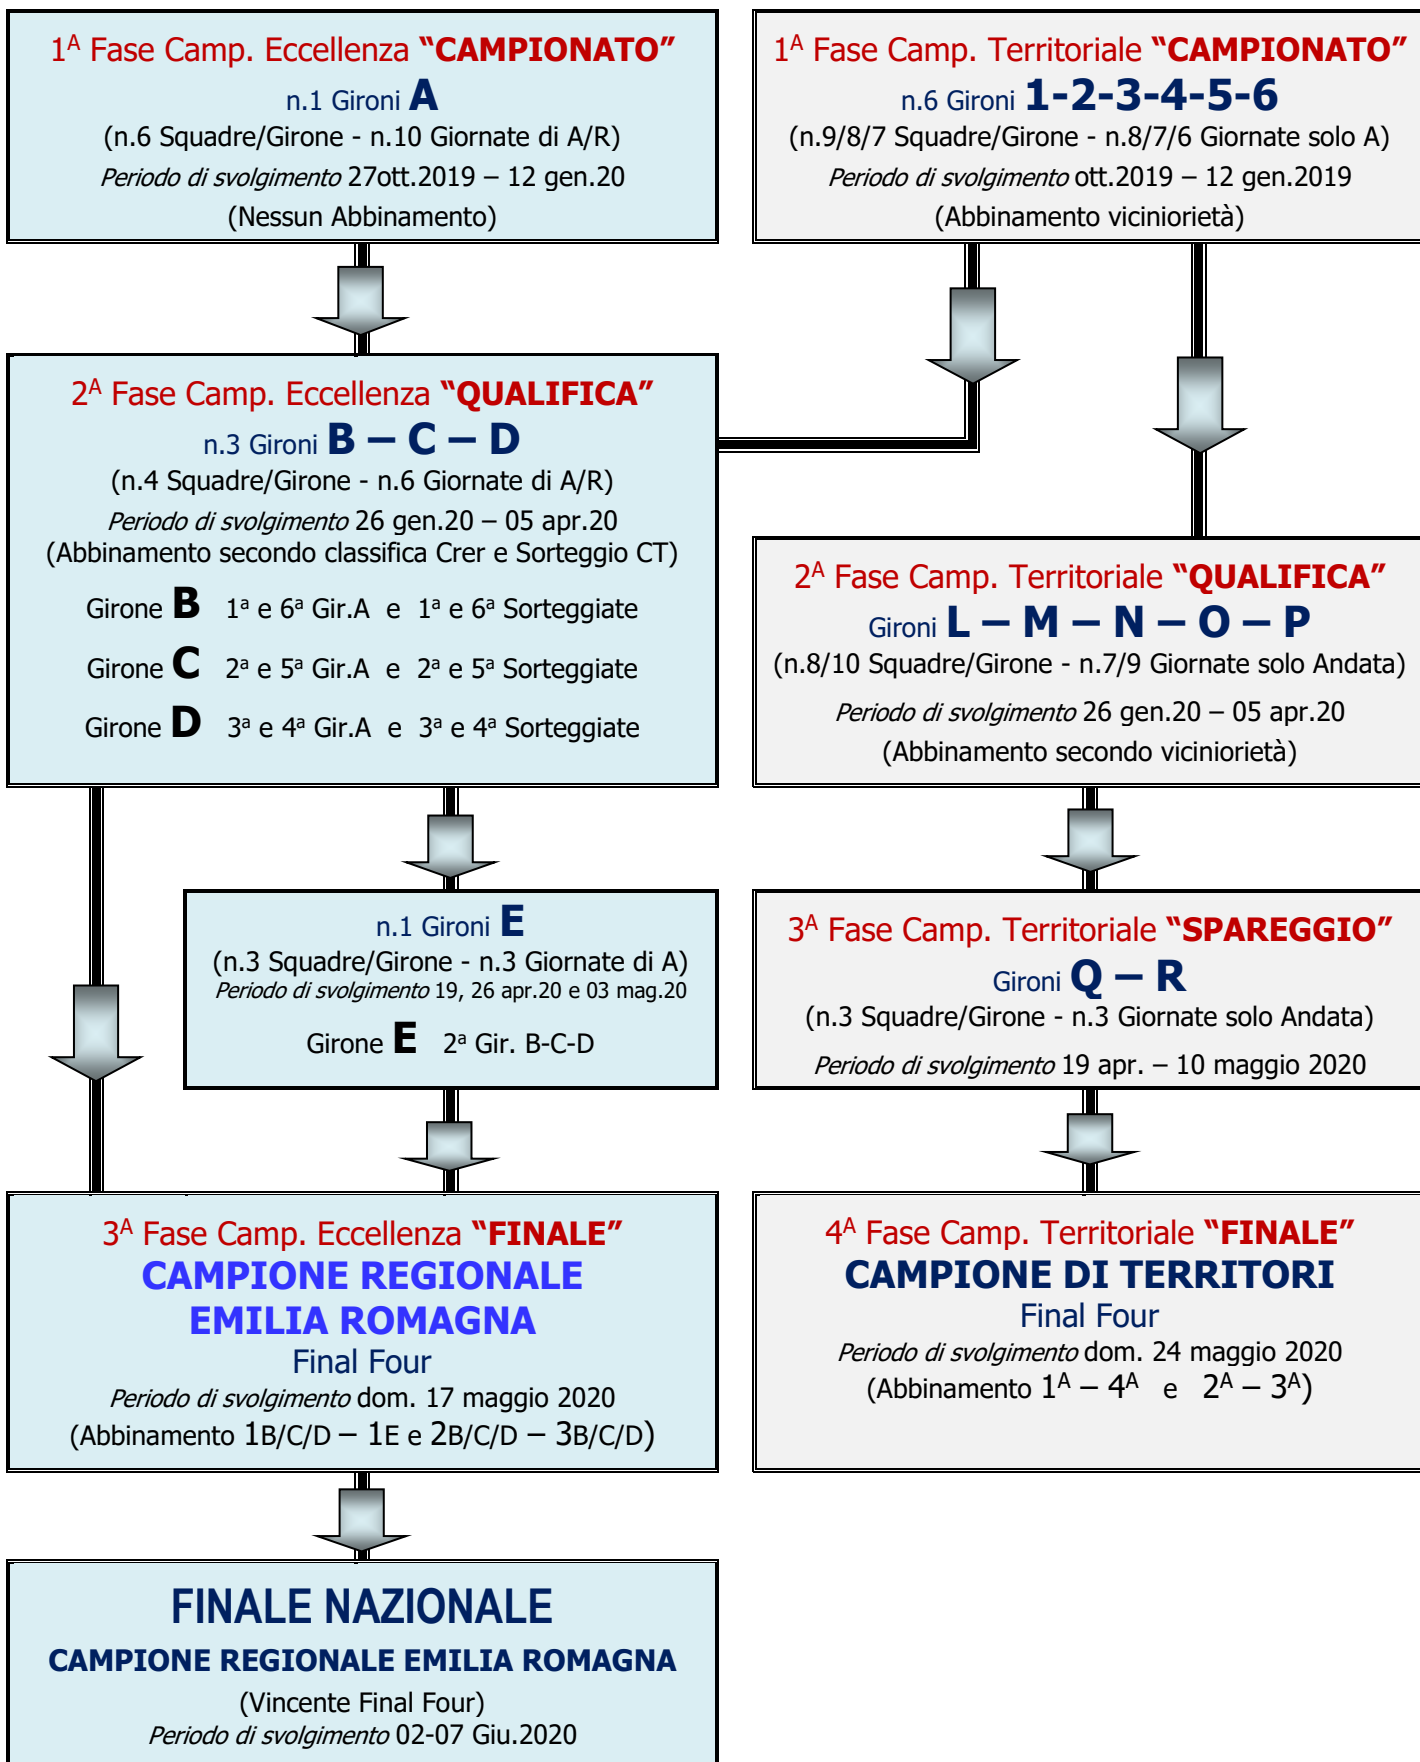 1ᴬ Fase Camp. Eccellenza “CAMPIONATO”
n.1 Gironi A
(n.6 Squadre/Girone - n.10 Giornate di A/R)
Periodo di svolgimento 27ott.2019 – 12 gen.20
(Nessun Abbinamento)
1ᴬ Fase Camp. Territoriale “CAMPIONATO”
n.6 Gironi 1-2-3-4-5-6
(n.9/8/7 Squadre/Girone - n.8/7/6 Giornate solo A)
Periodo di svolgimento ott.2019 – 12 gen.2019
(Abbinamento viciniorietà)
2ᴬ Fase Camp. Eccellenza “QUALIFICA”
n.3 Gironi B – C – D
(n.4 Squadre/Girone - n.6 Giornate di A/R)
Periodo di svolgimento 26 gen.20 – 05 apr.20
(Abbinamento secondo classifica Crer e Sorteggio CT)
Girone B 1ª e 6ª Gir.A e 1ª e 6ª Sorteggiate
Girone C 2ª e 5ª Gir.A e 2ª e 5ª Sorteggiate
Girone D 3ª e 4ª Gir.A e 3ª e 4ª Sorteggiate
2ᴬ Fase Camp. Territoriale “QUALIFICA”
Gironi L – M – N – O – P
(n.8/10 Squadre/Girone - n.7/9 Giornate solo Andata)
Periodo di svolgimento 26 gen.20 – 05 apr.20
(Abbinamento secondo viciniorietà)
n.1 Gironi E
(n.3 Squadre/Girone - n.3 Giornate di A)
Periodo di svolgimento 19, 26 apr.20 e 03 mag.20
Girone E 2ª Gir. B-C-D
3ᴬ Fase Camp. Territoriale “SPAREGGIO”
Gironi Q – R
(n.3 Squadre/Girone - n.3 Giornate solo Andata)
Periodo di svolgimento 19 apr. – 10 maggio 2020
3ᴬ Fase Camp. Eccellenza “FINALE”
CAMPIONE REGIONALE
EMILIA ROMAGNA
Final Four
Periodo di svolgimento dom. 17 maggio 2020
(Abbinamento 1B/C/D – 1E e 2B/C/D – 3B/C/D)
4ᴬ Fase Camp. Territoriale “FINALE”
CAMPIONE DI TERRITORI
Final Four
Periodo di svolgimento dom. 24 maggio 2020
(Abbinamento 1ᴬ – 4ᴬ e 2ᴬ – 3ᴬ)
FINALE NAZIONALE
CAMPIONE REGIONALE EMILIA ROMAGNA
(Vincente Final Four)
Periodo di svolgimento 02-07 Giu.2020